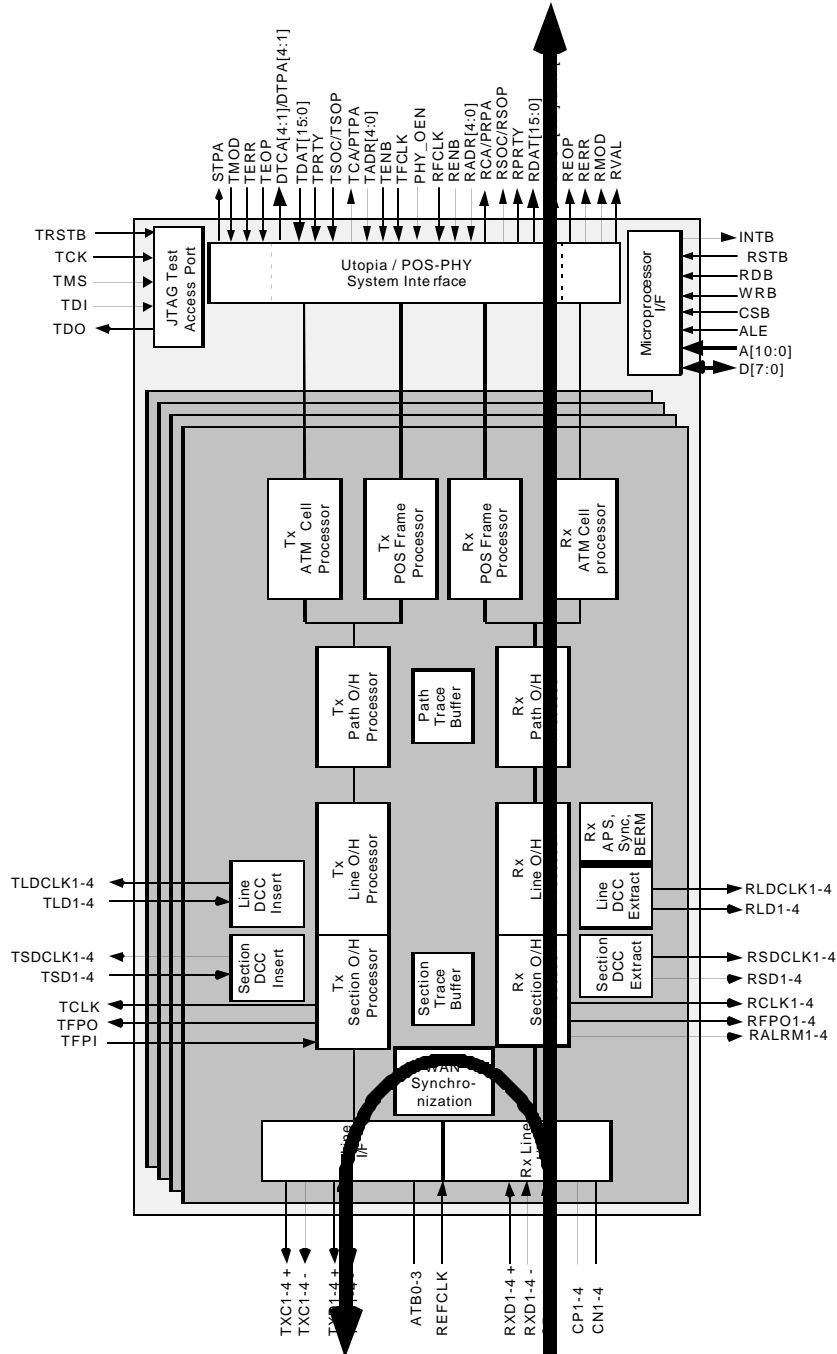 STPA
TMOD
TERR
TEOP
DTCA[4:1]/DTPA[4:1]
TDAT[15:0]
TPRTY
TSOC/TSOP
TCA/PTPA
TADR[4:0]
TENB
TFCLK
PHY_OEN
RFCLK
RENB
RADR[4:0]
RCA/PRPA
RSOC/RSOP
RPRTY
RDAT[15:0]
REOP
RERR
RMOD
RVAL
TRSTB
TCK
TMS
TDI
TDO
JTAG Test
Access Port
Utopia / POS-PHY
System Interface
Microprocessor
I/F
INTB
RSTB
RDB
WRB
CSB
ALE
A[10:0]
D[7:0]
Tx
ATM Cell
Processor
Tx
POS Frame
Processor
Rx
POS Frame
Processor
Rx
ATM Cell
processor
Tx
Path O/H
Processor
Path
Trace
Buffer
Rx
Path O/H
Tx
Line O/H
Processor
Rx
Line O/H
Rx
APS,
Sync,
BERM
TLDCLK1-4
TLD1-4
Line
DCC
Insert
Line
DCC
Extract
RLDCLK1-4
RLD1-4
TSDCLK1-4
TSD1-4
Section
DCC
Insert
Tx
Section O/H
Processor
Section
Trace
Buffer
Rx
Section O/H
Section
DCC
Extract
RSDCLK1-4
RSD1-4
TCLK
TFPO
TFPI
RCLK1-4
RFPO1-4
RALRM1-4
WAN
Synchro-
nization
I/F
Rx Line
TXC1-4 +
TXC1-4 -
TXD1-4 +
ATB0-3
REFCLK
RXD1-4 +
RXD1-4 -
CP1-4
CN1-4